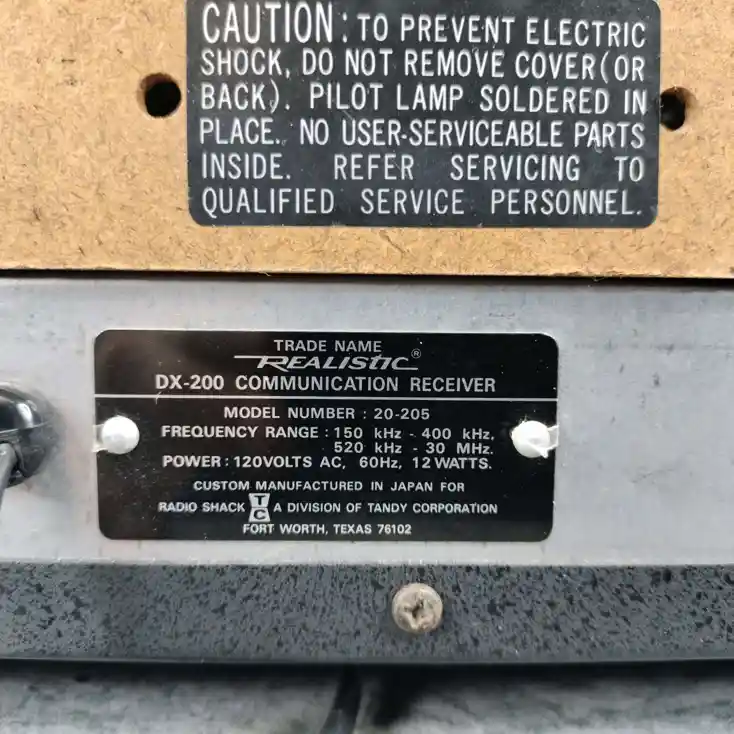 CAUTION: TO PREVENT ELECTRIC
SHOCK, DO NOT REMOVE COVER (OR
BACK). PILOT LAMP SOLDERED IN
PLACE. NO USER-SERVICEABLE PARTS
INSIDE. REFER SERVICING TO
QUALIFIED SERVICE PERSONNEL.
TRADE NAME
REALISTIC®
DX-200 COMMUNICATION RECEIVER
MODEL NUMBER : 20-205
FREQUENCY RANGE : 150 kHz - 400 kHz,
520 kHz - 30 MHz.
POWER : 120VOLTS AC, 60Hz, 12 WATTS.
CUSTOM MANUFACTURED IN JAPAN FOR
RADIO SHACK TC A DIVISION OF TANDY CORPORATION
FORT WORTH, TEXAS 76102